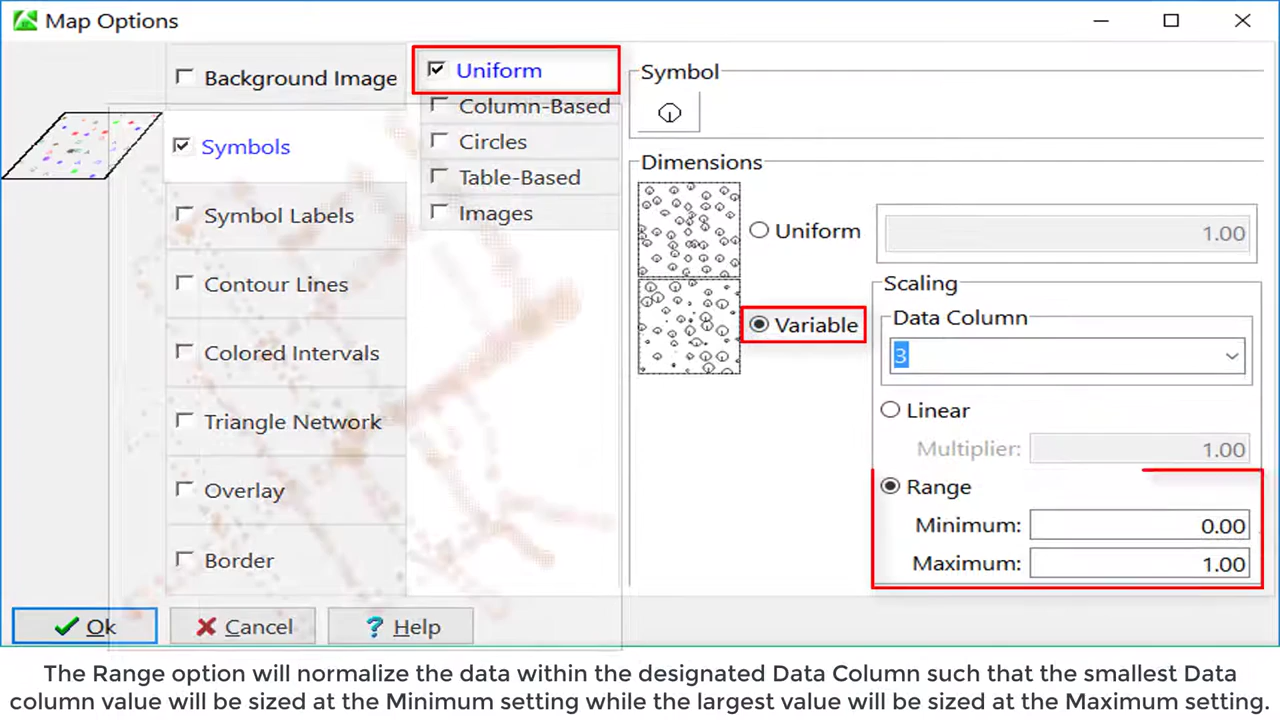 Map Options
Background Image
Symbols
Symbol Labels
Contour Lines
Colored Intervals
Triangle Network
Overlay
Border
Uniform
Column-Based
Circles
Table-Based
Images
Symbol
Dimensions
Uniform
1.00
Variable
Scaling
Data Column
3
Linear
Multiplier: 1.00
Range
Minimum: 0.00
Maximum: 1.00
Ok
Cancel
? Help
The Range option will normalize the data within the designated Data Column such that the smallest Data
column value will be sized at the Minimum setting while the largest value will be sized at the Maximum setting.